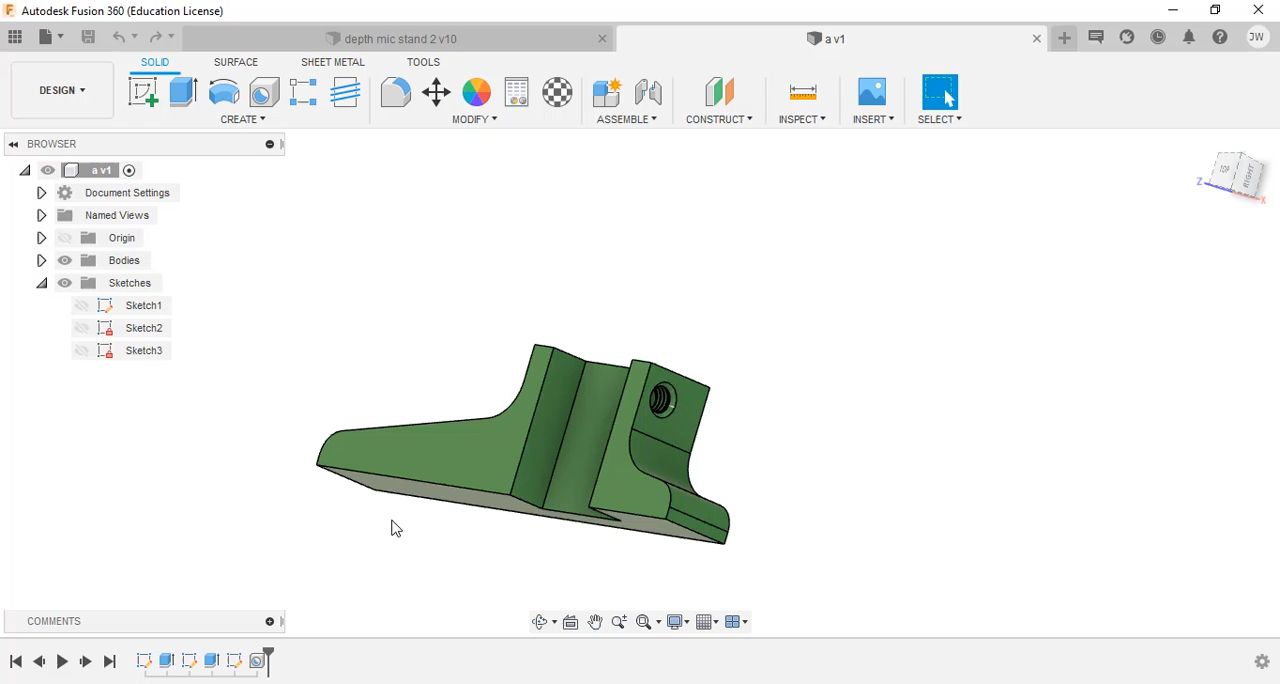 Autodesk Fusion 360 (Education License)
depth mic stand 2 v10
a v1
JW
DESIGN
SOLID
SURFACE
SHEET METAL
TOOLS
CREATE
MODIFY
ASSEMBLE
CONSTRUCT
INSPECT
INSERT
SELECT
BROWSER
a v1
Document Settings
Named Views
Origin
Bodies
Sketches
Sketch1
Sketch2
Sketch3
TOP
RIGHT
Z
X
COMMENTS